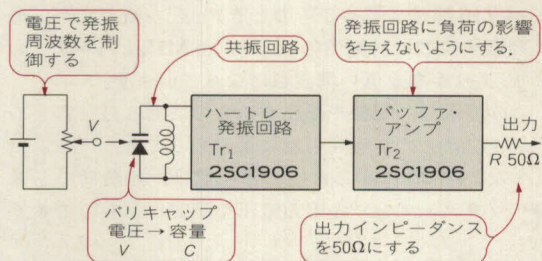 電圧で発振
周波数を制
御する
共振回路
発振回路に負荷の影響
を与えないようにする.
V
ハートレー
発振回路
Tr₁
2SC1906
バッファ・
アンプ
Tr₂
2SC1906
出力
R 50Ω
バリキャップ
電圧→容量
V C
出力インピーダンス
を50Ωにする